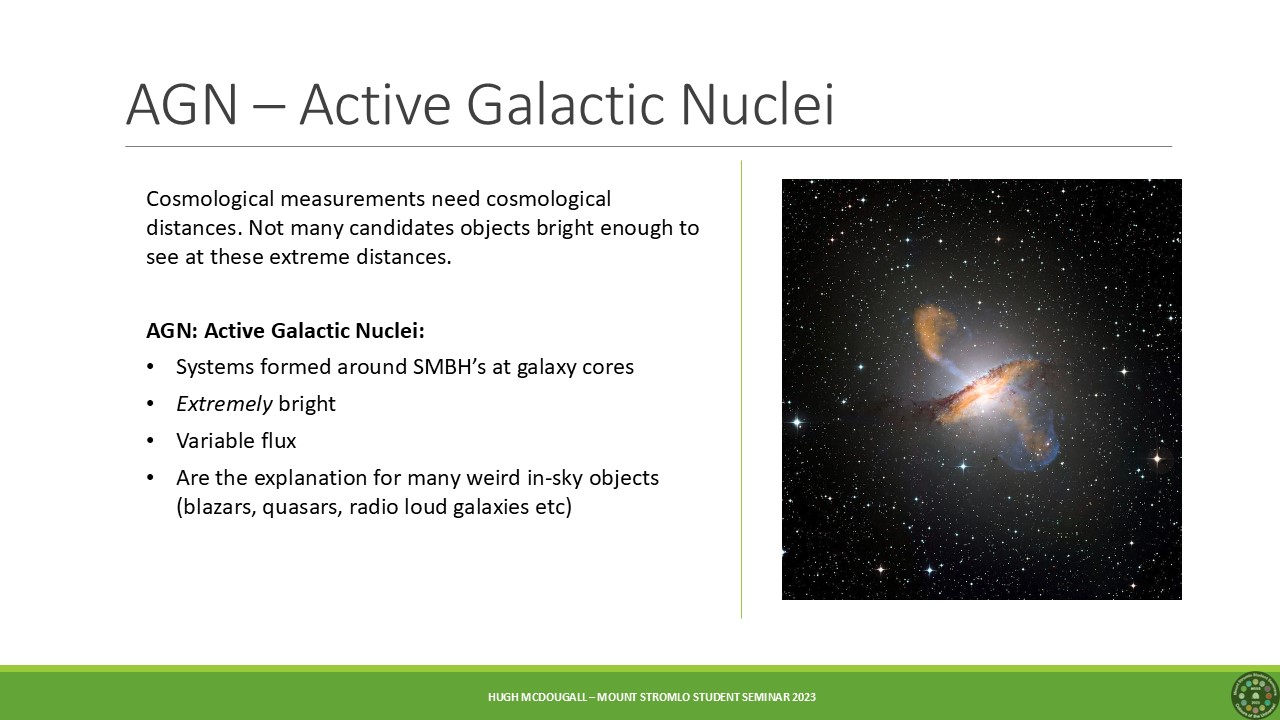 AGN – Active Galactic Nuclei
Cosmological measurements need cosmological
distances. Not many candidates objects bright enough to
see at these extreme distances.
AGN: Active Galactic Nuclei:
• Systems formed around SMBH’s at galaxy cores
• Extremely bright
• Variable flux
• Are the explanation for many weird in-sky objects
(blazars, quasars, radio loud galaxies etc)
HUGH MCDOUGALL – MOUNT STROMLO STUDENT SEMINAR 2023